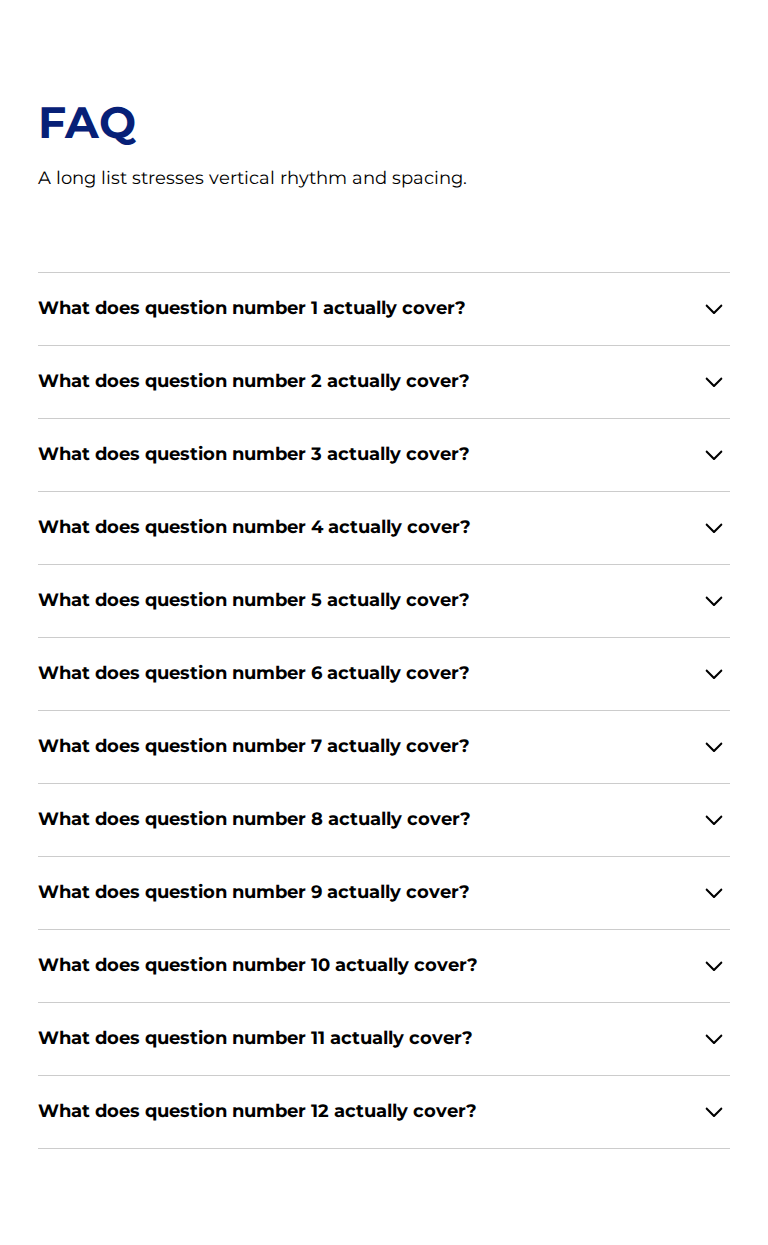 FAQ
A long list stresses vertical rhythm and spacing.
What does question number 1 actually cover?
What does question number 2 actually cover?
What does question number 3 actually cover?
What does question number 4 actually cover?
What does question number 5 actually cover?
What does question number 6 actually cover?
What does question number 7 actually cover?
What does question number 8 actually cover?
What does question number 9 actually cover?
What does question number 10 actually cover?
What does question number 11 actually cover?
What does question number 12 actually cover?